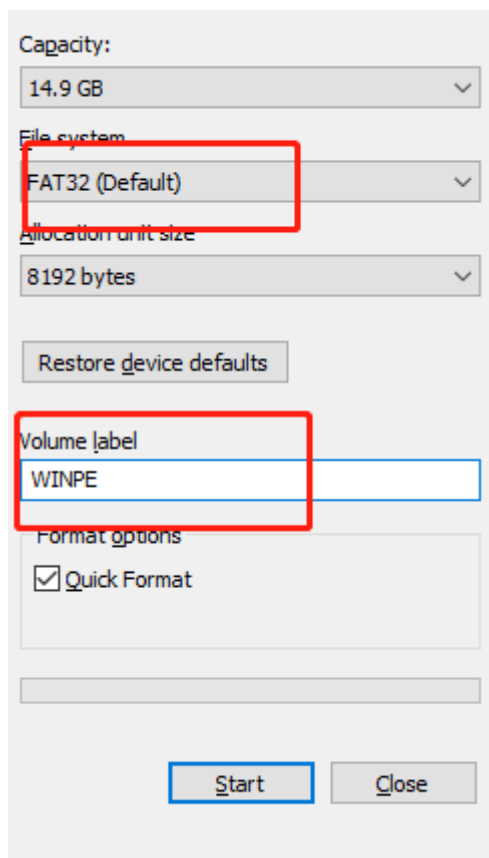 Capacity:
14.9 GB
File system
FAT32 (Default)
Allocation unit size
8192 bytes
Restore device defaults
Volume label
WINPE
Format options
Quick Format
Start
Close